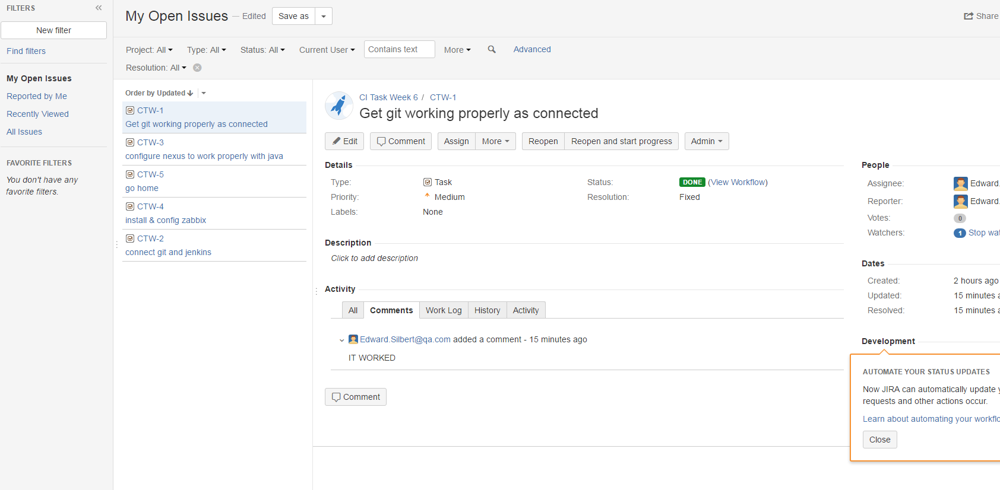 FILTERS
New filter
Find filters
My Open Issues
Reported by Me
Recently Viewed
All Issues
FAVORITE FILTERS
You don't have any
favorite filters.
My Open Issues — Edited Save as
Share
Project: All Type: All Status: All Current User Contains text More Advanced
Resolution: All
Order by Updated
CTW-1
Get git working properly as connected
CTW-3
configure nexus to work properly with java
CTW-5
go home
CTW-4
install & config zabbix
CTW-2
connect git and jenkins
CI Task Week 6 / CTW-1
Get git working properly as connected
Edit Comment Assign More Reopen Reopen and start progress Admin
Details
Type: Task Status: DONE (View Workflow)
Priority: Medium Resolution: Fixed
Labels: None
Description
Click to add description
Activity
All Comments Work Log History Activity
Edward.Silbert@qa.com added a comment - 15 minutes ago
IT WORKED
Comment
People
Assignee: Edward.
Reporter: Edward.
Votes: 0
Watchers: 1 Stop
Dates
Created: 2 hours ago
Updated: 15 minutes
Resolved: 15 minutes
Development
AUTOMATE YOUR STATUS UPDATES
Now JIRA can automatically update
requests and other actions occur.
Learn about automating your
Close